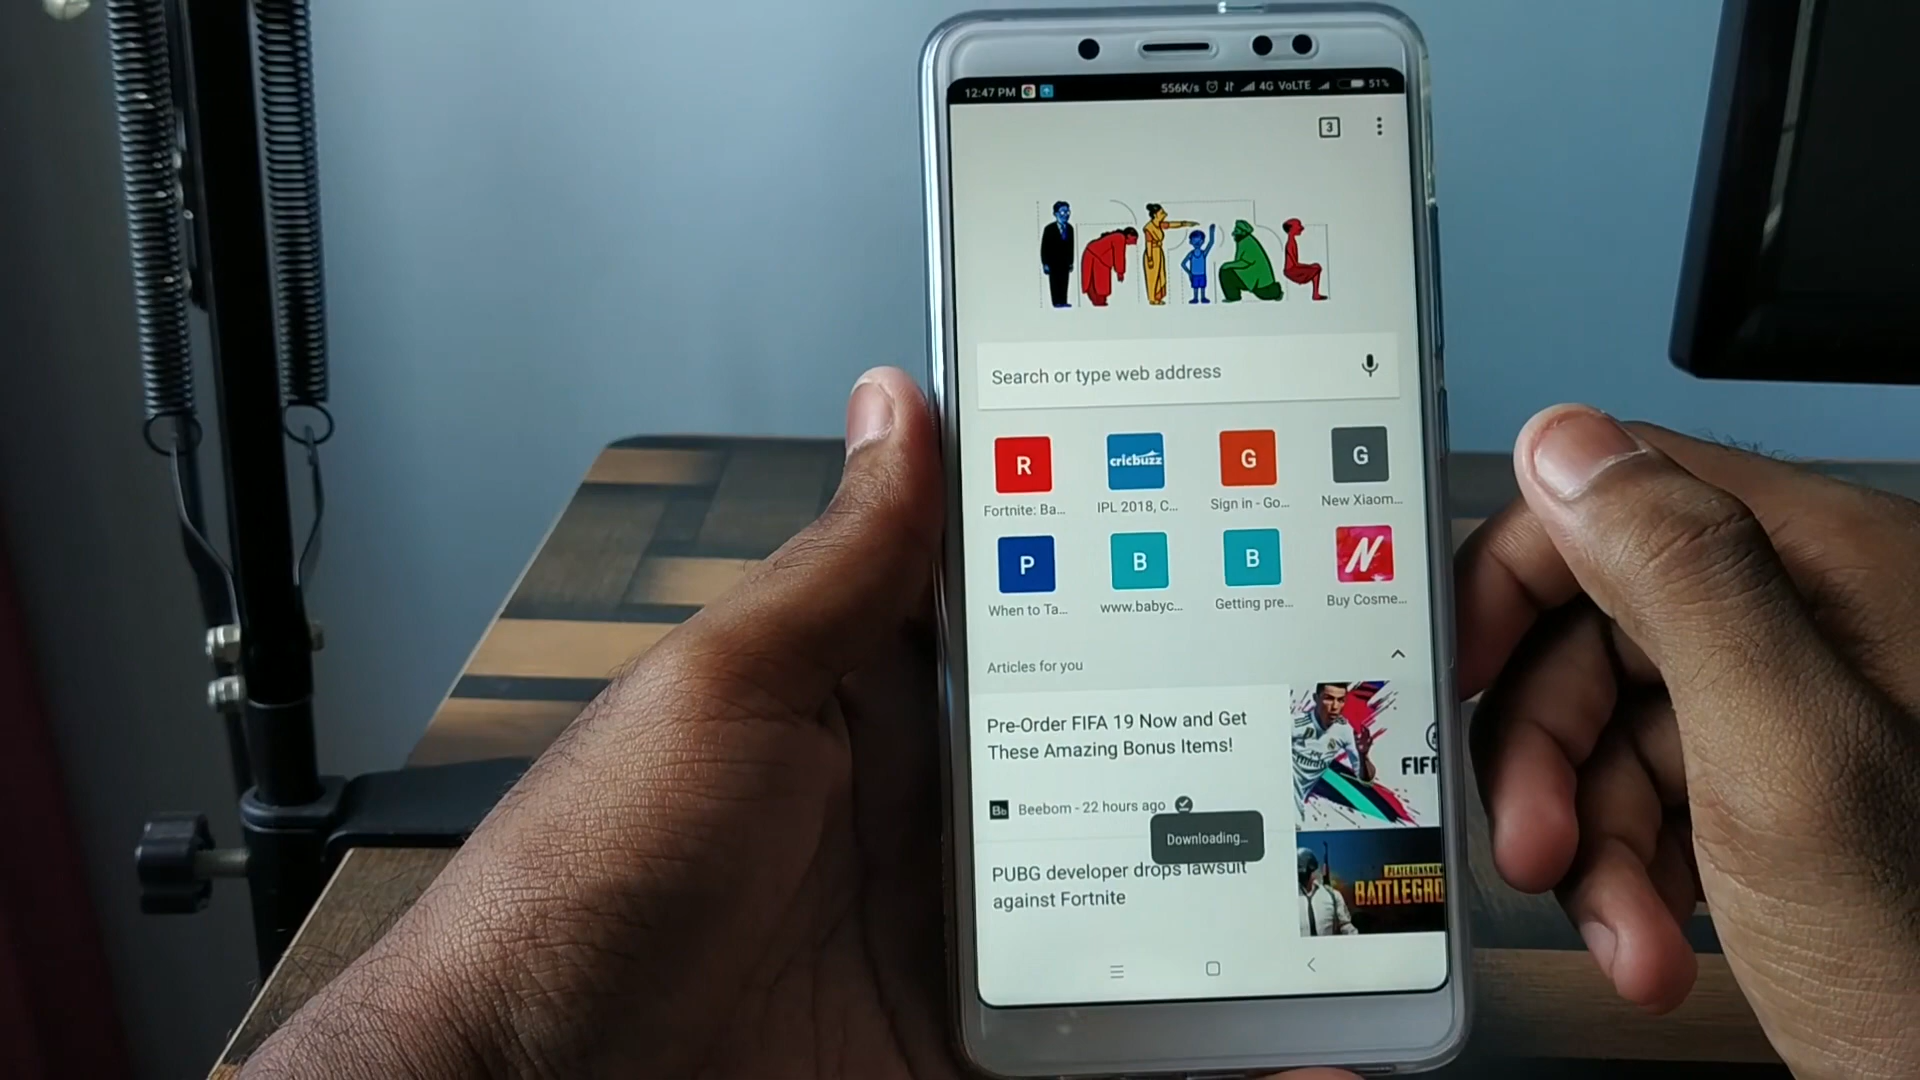 12:47 PM 556K/s 4G VoLTE 51%
3
Search or type web address
R cricbuzz G G
Fortnite: Ba... IPL 2018, C... Sign in - Go... New Xiaom...
P B B N
When to Ta... www.babyc... Getting pre... Buy Cosme...
Articles for you
Pre-Order FIFA 19 Now and Get
These Amazing Bonus Items!
FIF
Beebom - 22 hours ago
Downloading...
PUBG developer drops lawsuit
against Fortnite
BATTLEGRO